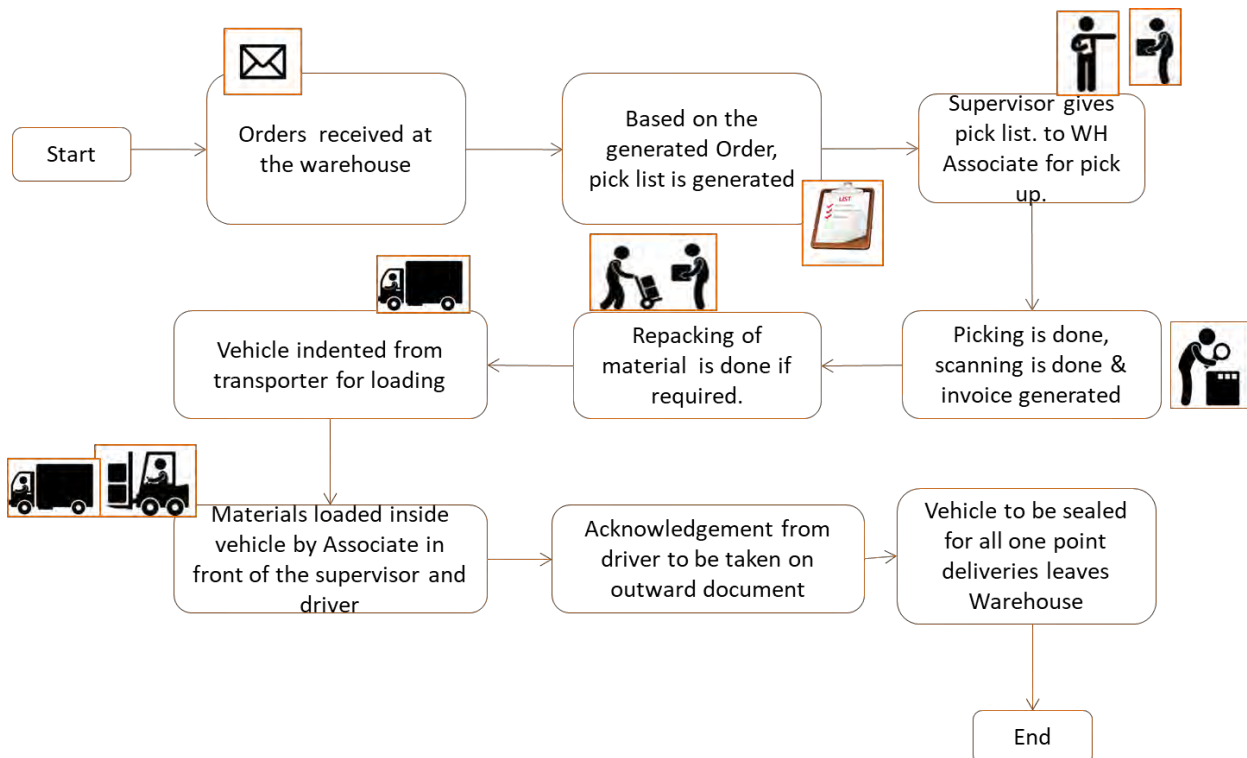 Start
Orders  received at
the warehouse
Based on the
generated Order,
pick list is generated
LIST
Supervisor gives
pick list. to WH
Associate for pick
up.
Picking is done,
scanning is done &
invoice generated
Repacking of
material  is done if
required.
Vehicle indented from
transporter for loading
Materials loaded inside
vehicle by Associate in
front of the supervisor and
driver
Acknowledgement from
driver to be taken on
outward document
Vehicle to be sealed
for all one point
deliveries leaves
Warehouse
End